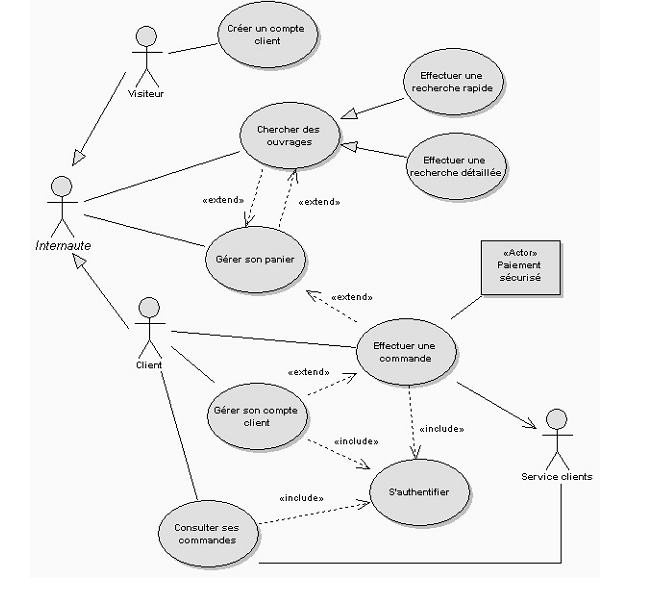 Créer un compte
client
Visiteur
Effectuer une
recherche rapide
Chercher des
ouvrages
Effectuer une
recherche détaillée
«extend»
«extend»
Internaute
Gérer son panier
«Actor»
Paiement
sécurisé
«extend»
Effectuer une
commande
Client
«extend»
Gérer son compte
client
«include»
«include»
Service clients
S'authentifier
«include»
Consulter ses
commandes